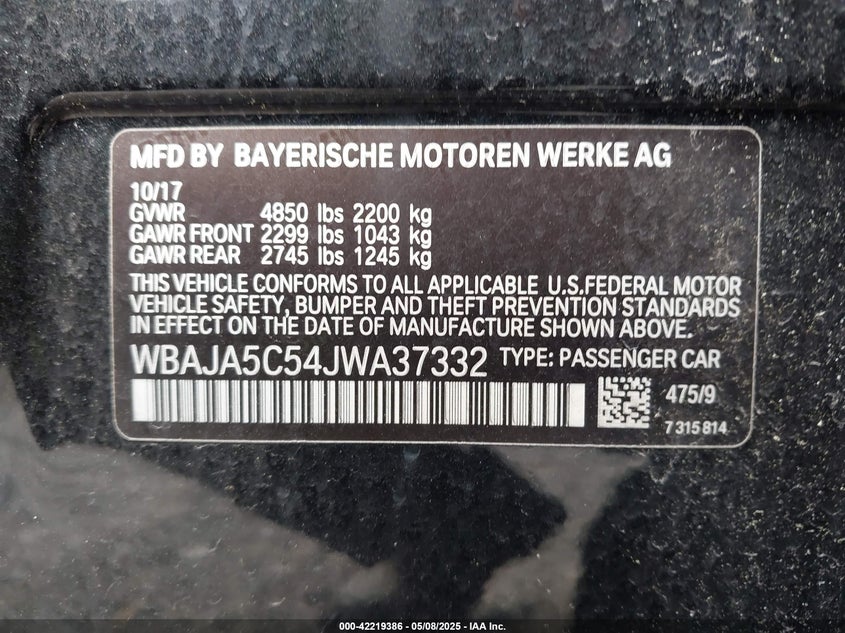 MFD BY BAYERISCHE MOTOREN WERKE AG
10/17
GVWR 4850 lbs 2200 kg
GAWR FRONT 2299 lbs 1043 kg
GAWR REAR 2745 lbs 1245 kg
THIS VEHICLE CONFORMS TO ALL APPLICABLE U.S.FEDERAL MOTOR
VEHICLE SAFETY, BUMPER AND THEFT PREVENTION STANDARDS
IN EFFECT ON THE DATE OF MANUFACTURE SHOWN ABOVE.
WBAJA5C54JWA37332 TYPE: PASSENGER CAR
475/9
7 315 814
000-42219386 - 05/08/2025 - IAA Inc.